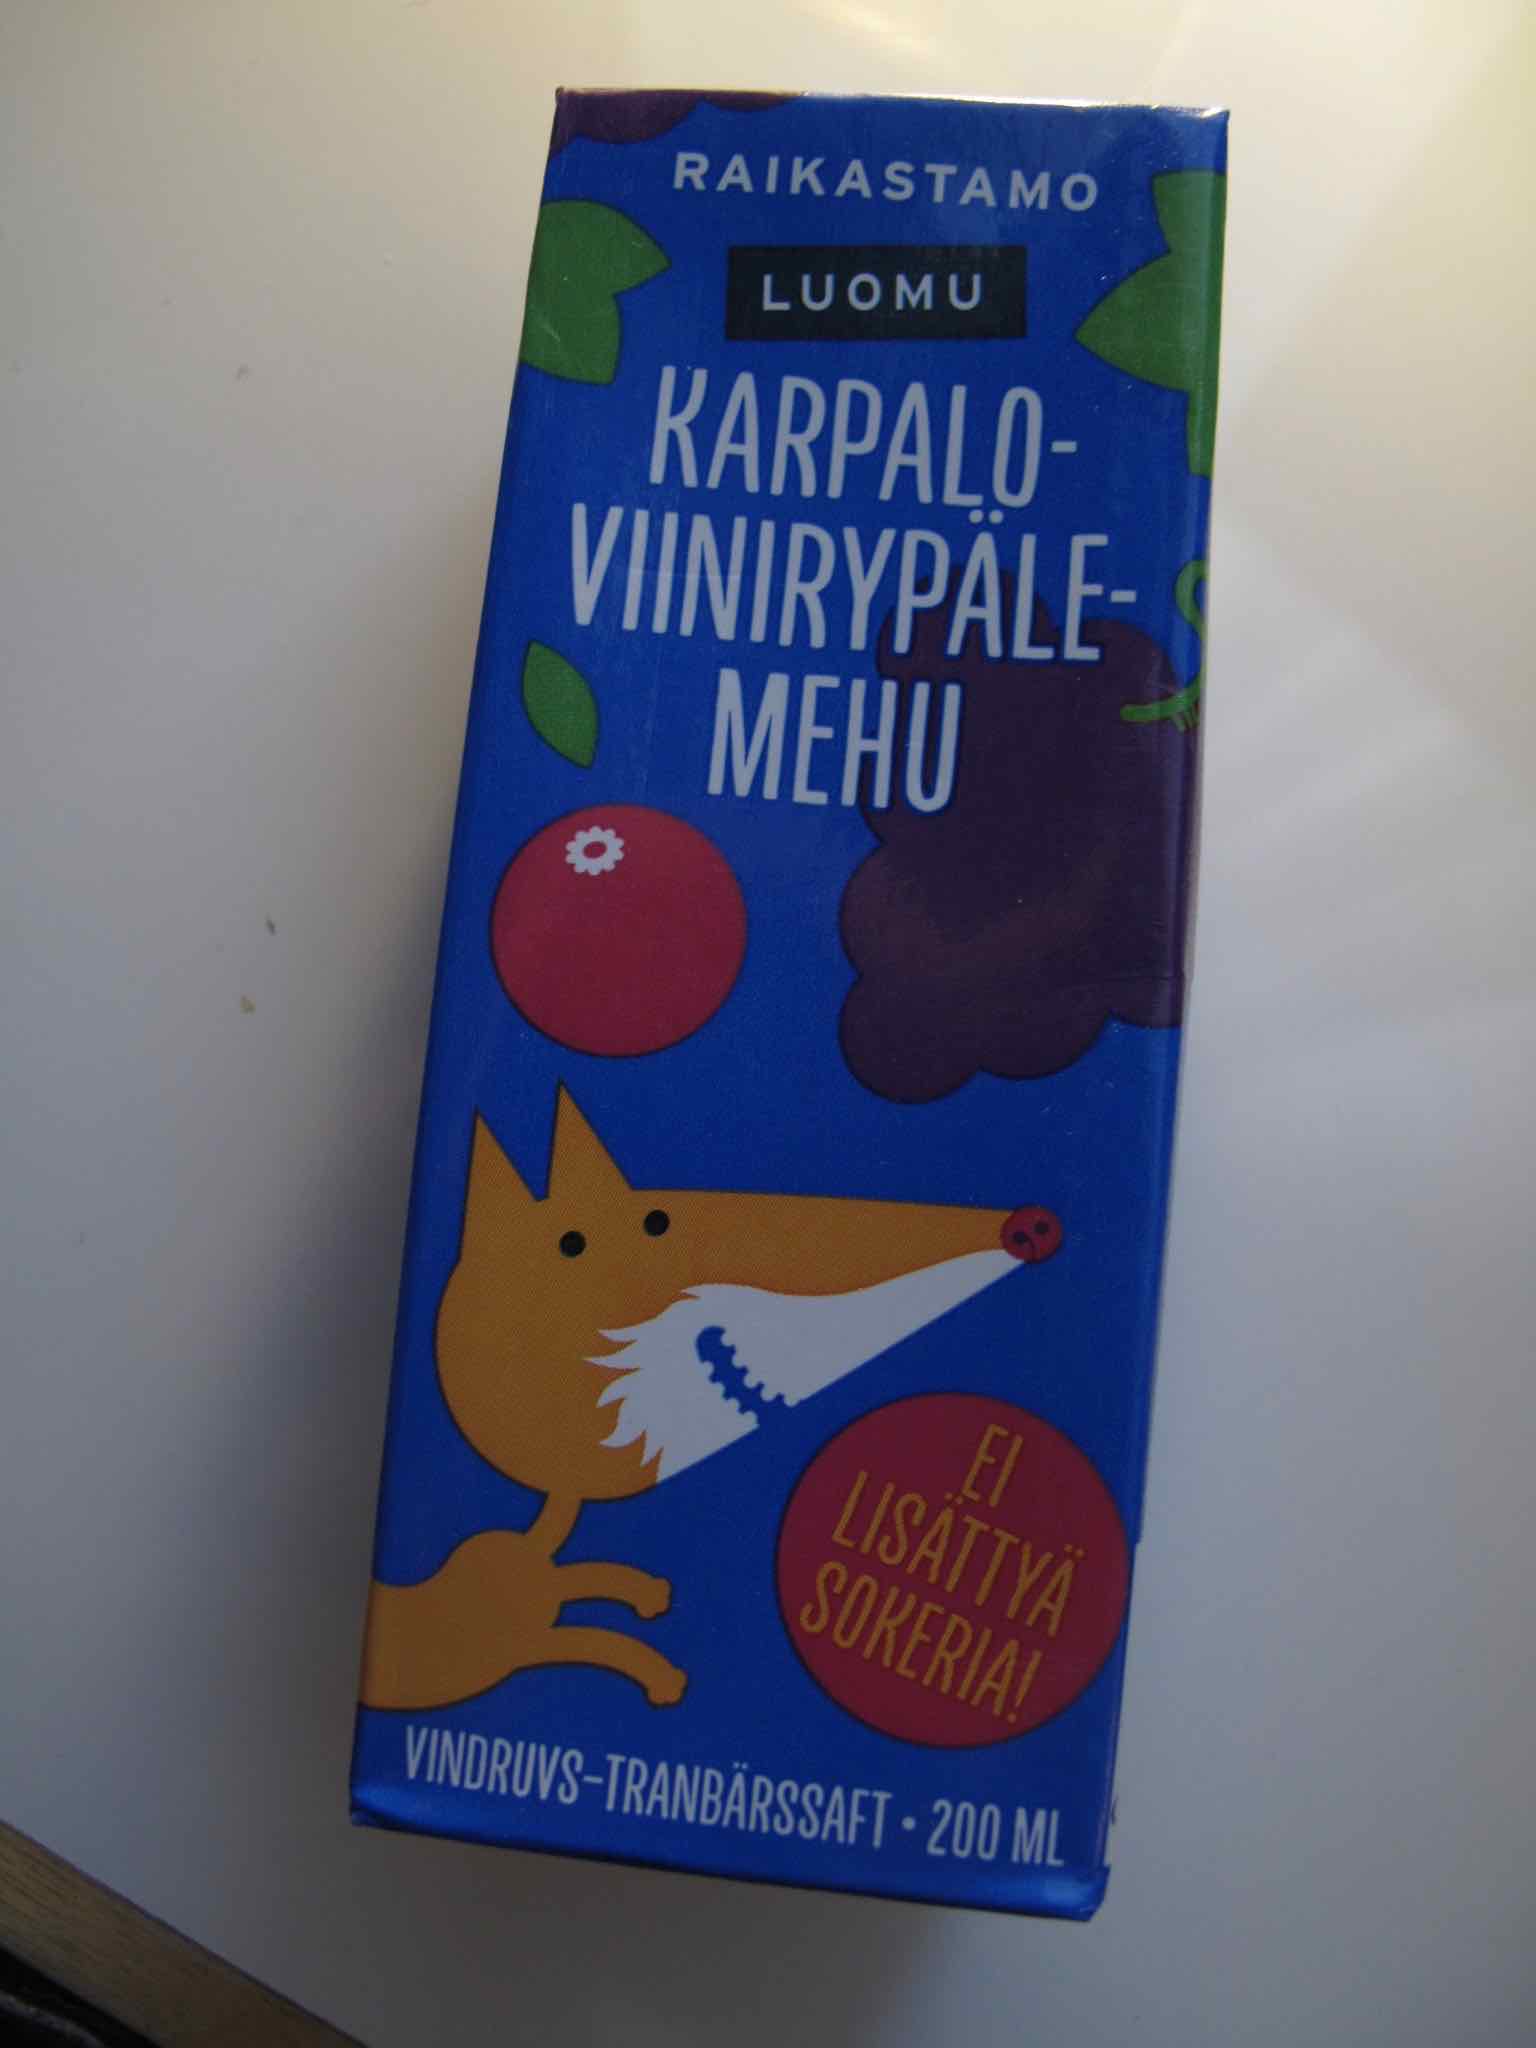 RAIKASTAMO
LUOMU
KARPALO-
VIINIRYPÄLE-
MEHU
EI
LISÄTTYÄ
SOKERIA!
VINDRUVS-TRANBÄRSSAFT • 200 ML